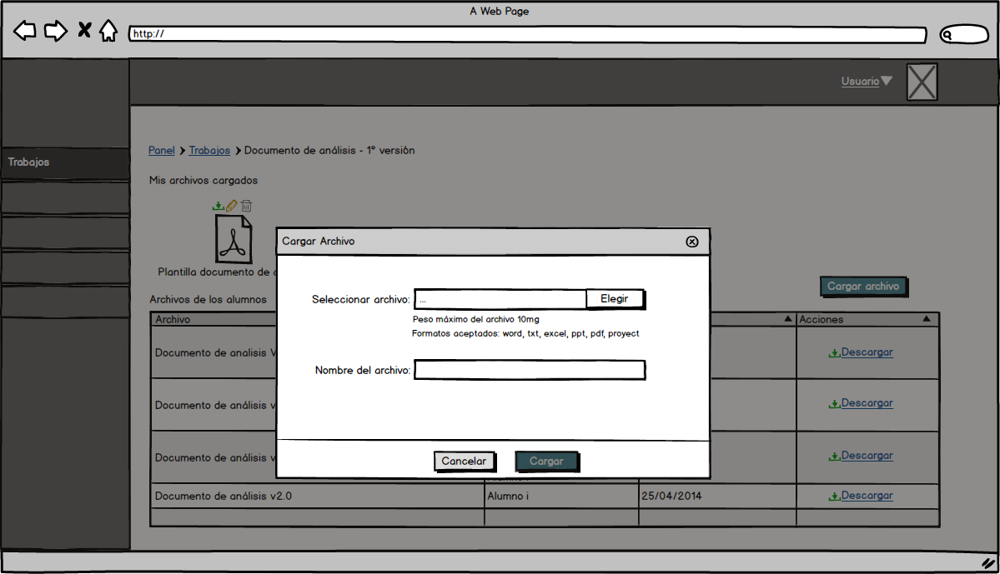 A Web Page
http://
Usuario
Trabajos
Panel Trabajos Documento de análisis - 1° versión
Mis archivos cargados
Plantilla documento de
Cargar Archivo
Seleccionar archivo: ... Elegir
Peso máximo del archivo 10mg
Formatos aceptados: word, txt, excel, ppt, pdf, proyect
Nombre del archivo:
Cancelar Cargar
Cargar archivo
Archivos de los alumnos
Archivo Acciones
Documento de analisis V Descargar
Documento de análisis v Descargar
Documento de análisis v Descargar
Documento de análisis v2.0 Alumno i 25/04/2014 Descargar